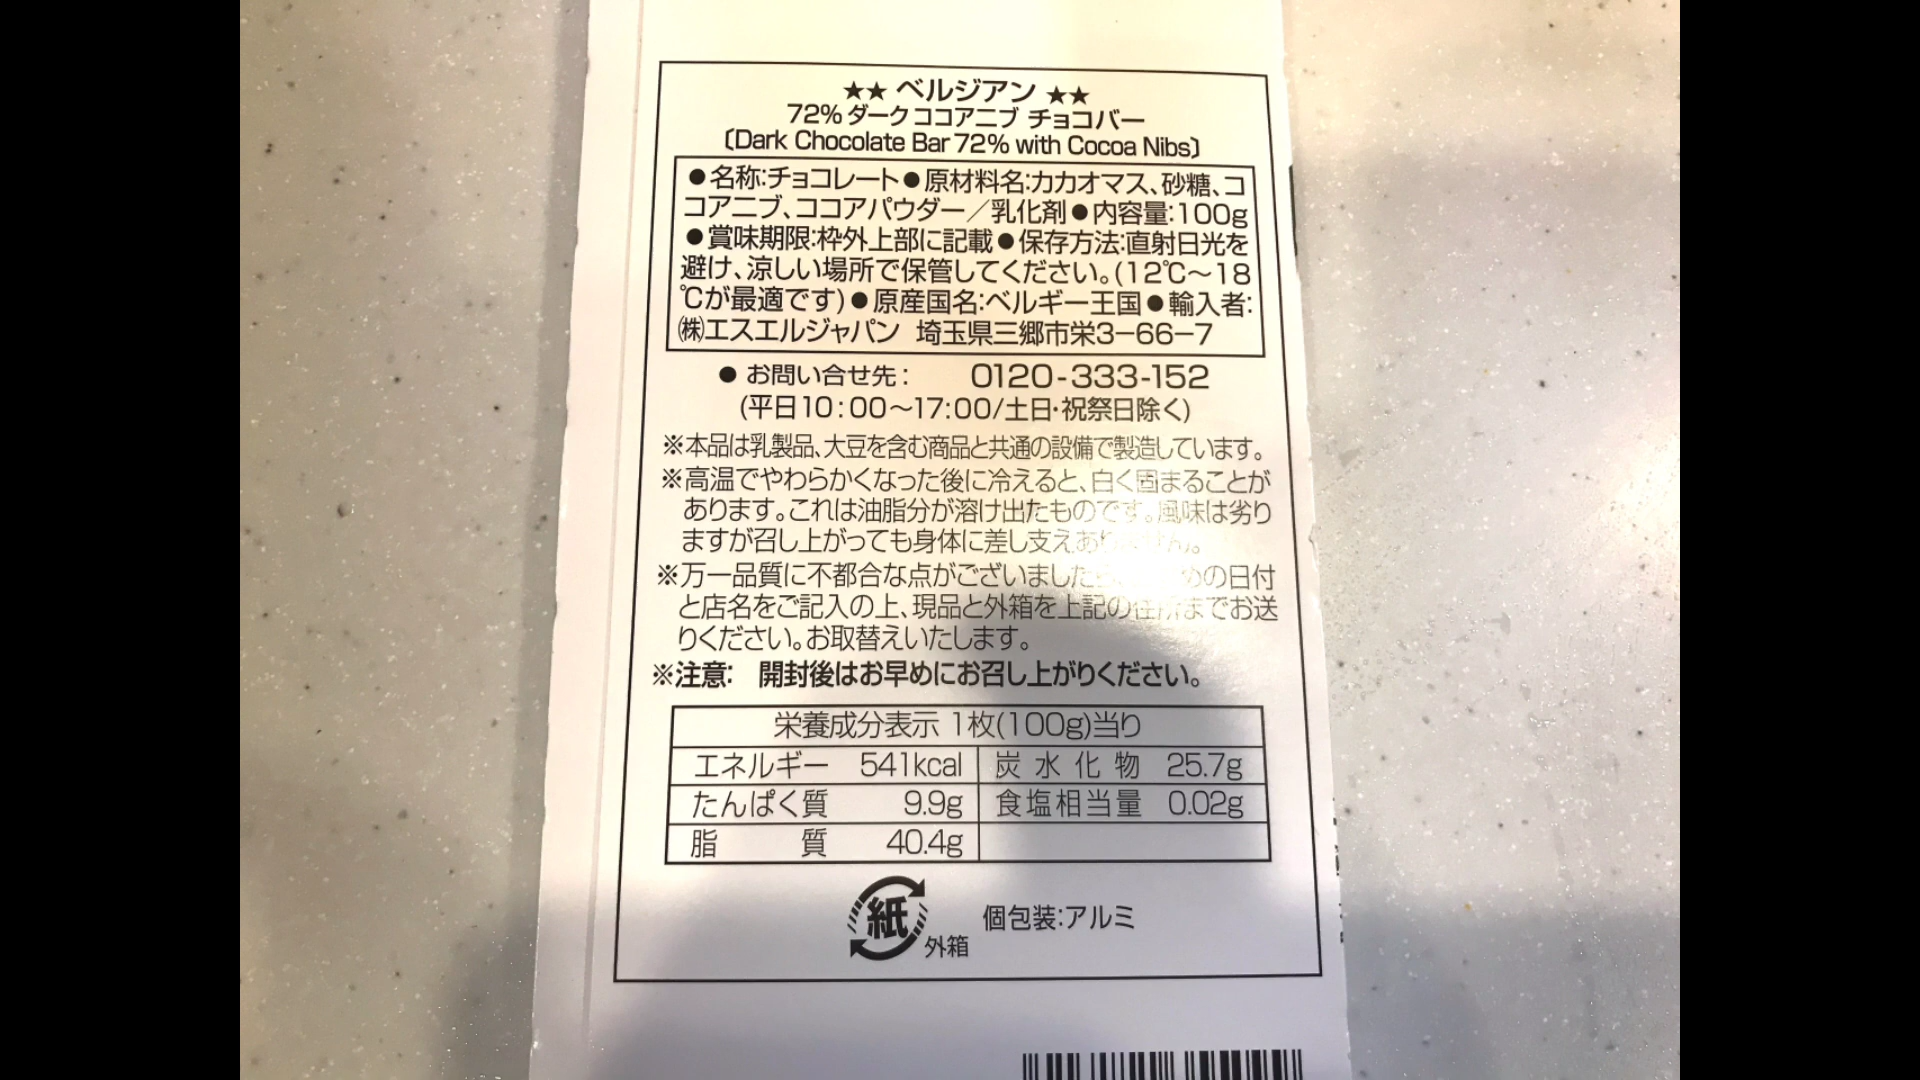 ★★ ベルジアン ★★
72% ダークココアニブ チョコバー
〔Dark Chocolate Bar 72% with Cocoa Nibs〕
●名称:チョコレート●原材料名:カカオマス、砂糖、コ
コアニブ、ココアパウダー/乳化剤●内容量:100g
●賞味期限:枠外上部に記載●保存方法:直射日光を
避け、涼しい場所で保管してください。(12℃〜18
℃が最適です)●原産国名:ベルギー王国●輸入者:
㈱エスエルジャパン 埼玉県三郷市栄3−66−7
● お問い合せ先: 0120-333-152
(平日10:00〜17:00/土日・祝祭日除く)
※本品は乳製品、大豆を含む商品と共通の設備で製造しています。
※高温でやわらかくなった後に冷えると、白く固まることが
あります。これは油脂分が溶け出たものです。風味は劣り
ますが召し上がっても身体に差し支えありません。
※万一品質に不都合な点がございましたら、 めの日付
と店名をご記入の上、現品と外箱を上記の住所までお送
りください。お取替えいたします。
※注意: 開封後はお早めにお召し上がりください。
栄養成分表示 1枚(100g)当り
エネルギー 541kcal 炭水化物 25.7g
たんぱく質 9.9g 食塩相当量 0.02g
脂質 40.4g
紙 個包装:アルミ
外箱